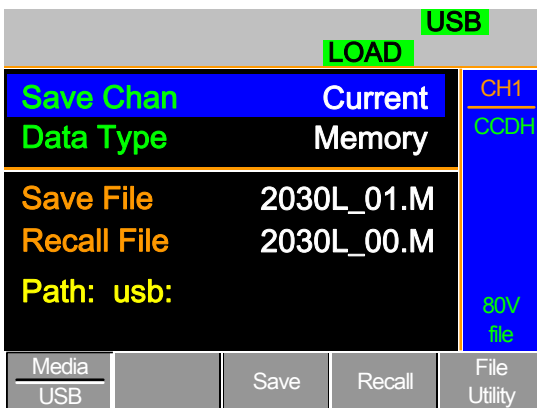 USB
LOAD
Save Chan Current
CH1
Data Type Memory
CCDH
Save File 2030L_01.M
Recall File 2030L_00.M
Path: usb:
80V
file
Media
USB
Save
Recall
File
Utility